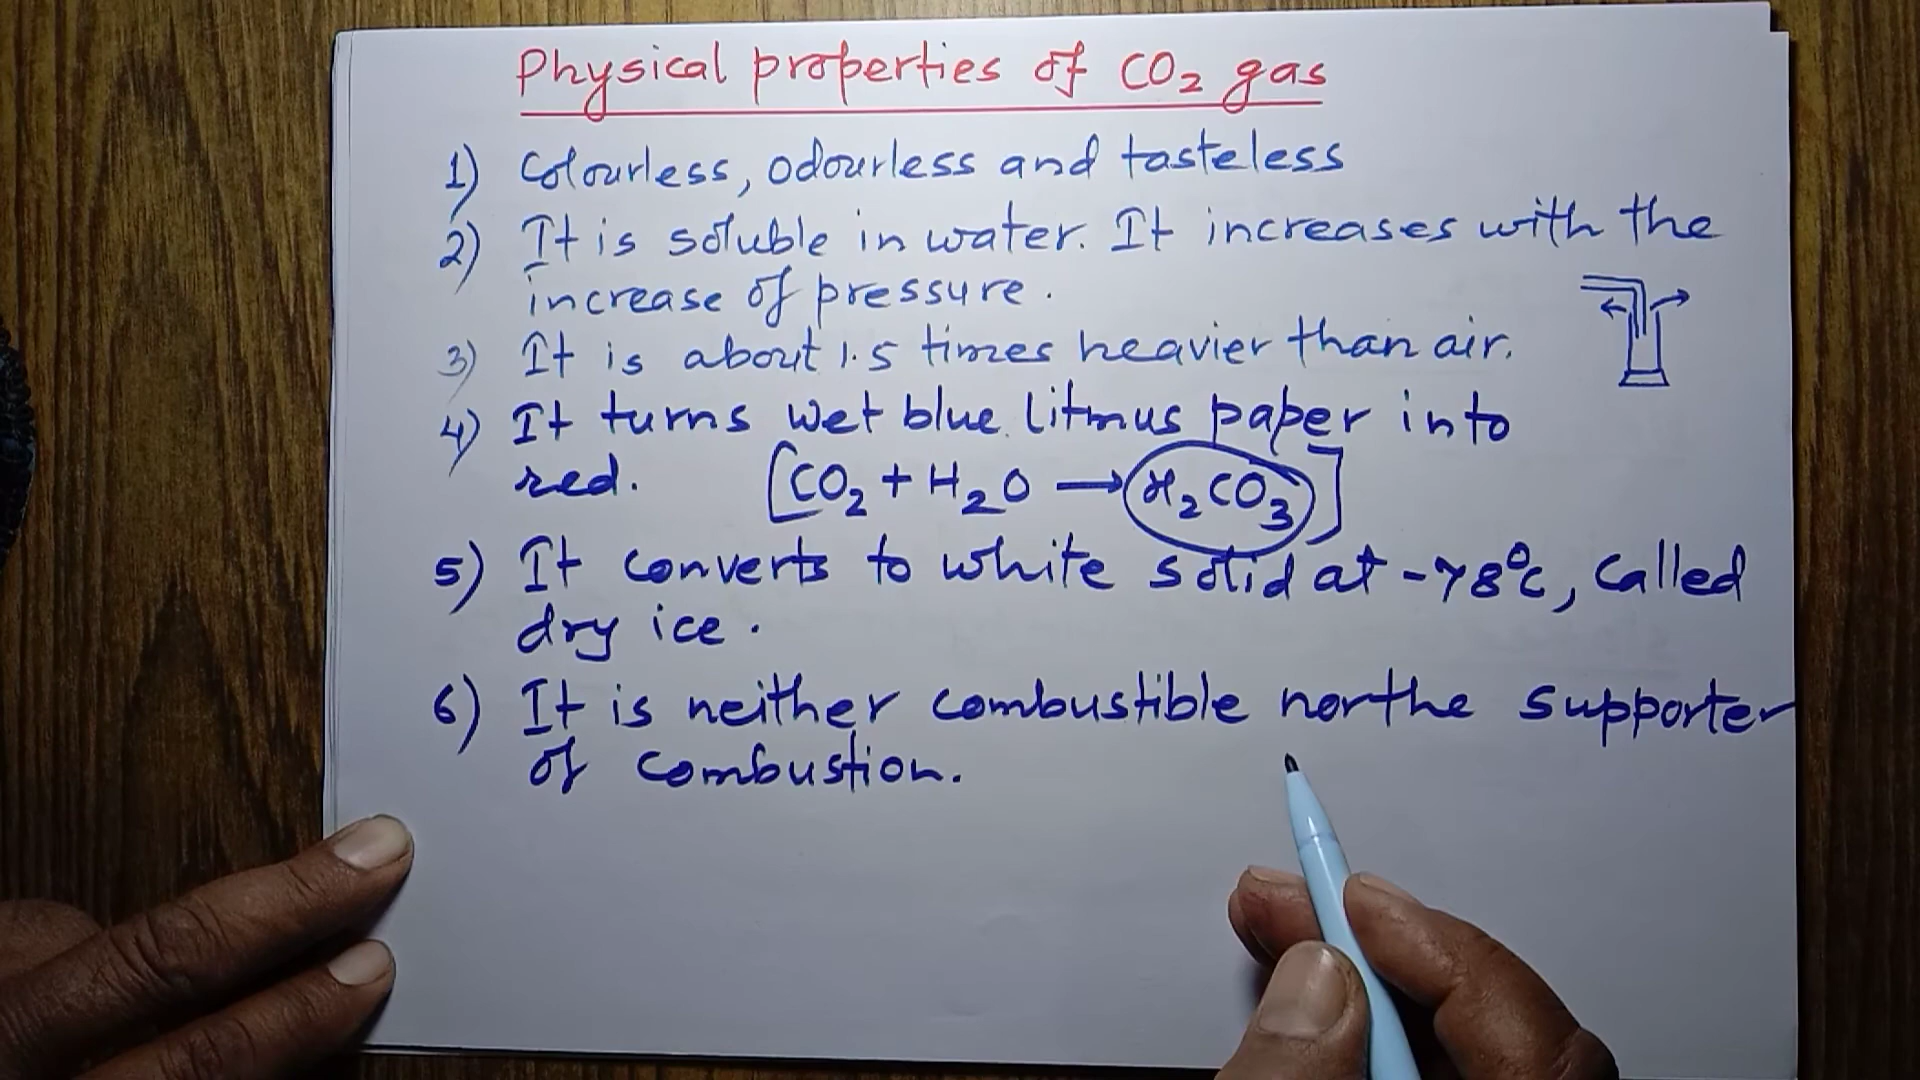 Physical properties of CO₂ gas
1) Colourless, odourless and tasteless
2) It is soluble in water. It increases with the
increase of pressure.
3) It is about 1.5 times heavier than air.
4) It turns wet blue litmus paper into
red. [CO₂ + H₂O → H₂CO₃]
5) It converts to white solid at -78°C, called
dry ice.
6) It is neither combustible nor the supporter
of combustion.